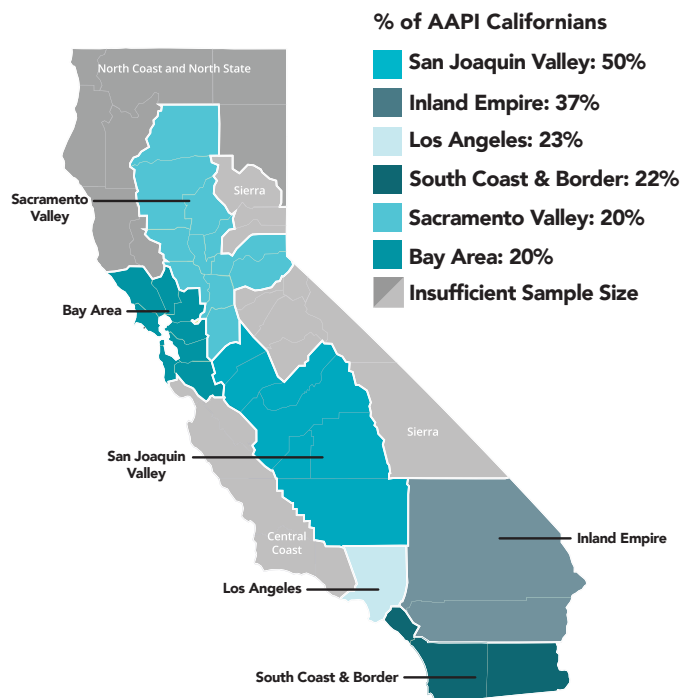 % of AAPI Californians
San Joaquin Valley: 50%
Inland Empire: 37%
Los Angeles: 23%
South Coast & Border: 22%
Sacramento Valley: 20%
Bay Area: 20%
Insufficient Sample Size
North Coast and North State
Sierra
Sacramento
Valley
Bay Area
Sierra
San Joaquin
Valley
Central
Coast
Inland Empire
Los Angeles
South Coast & Border